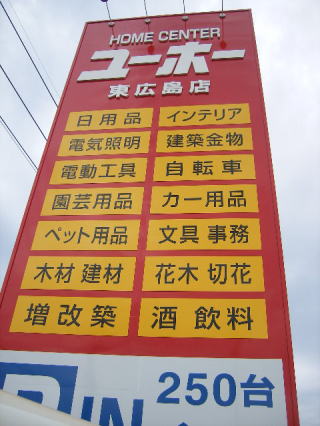 HOME CENTER
ユーホー
東広島店
日用品 インテリア
電気照明 建築金物
電動工具 自転車
園芸用品 カー用品
ペット用品 文具 事務
木材 建材 花木 切花
増改築 酒 飲料
P IN 250台